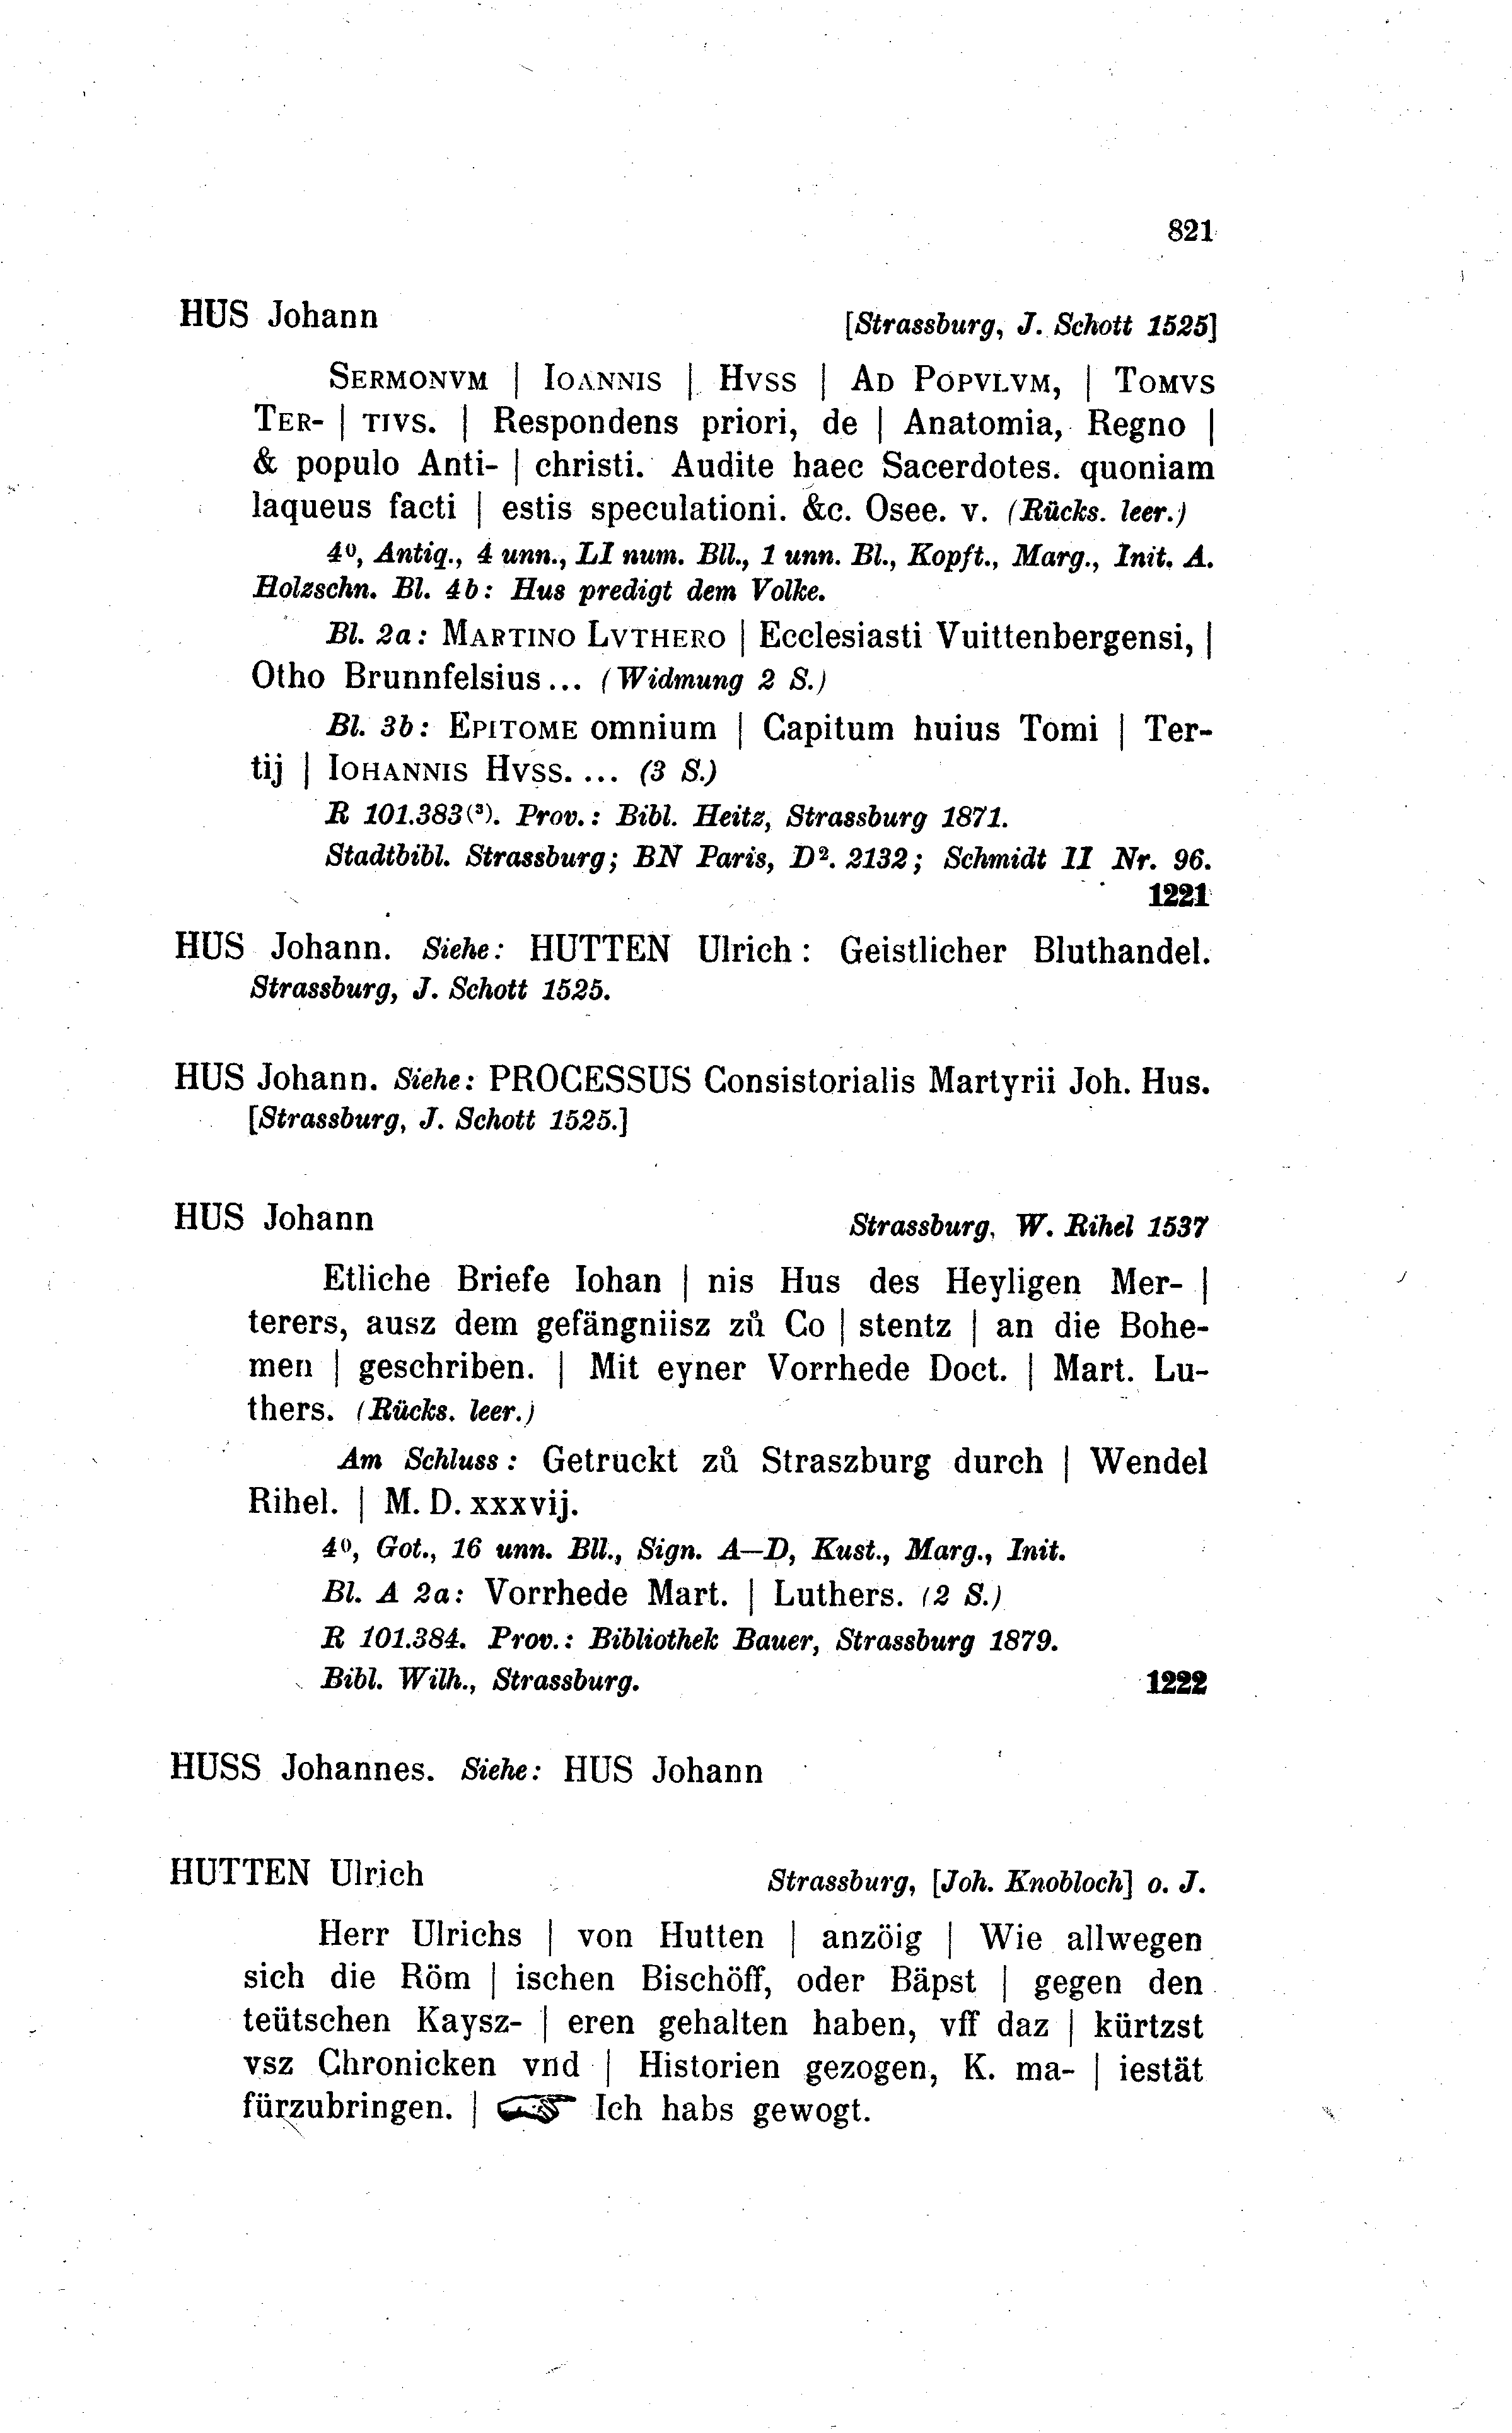 821
HUS Johann [Strassburg, J. Schott 1525]
SERMONVM | IOANNIS | HVSS | AD POPVLVM, | TOMVS
TER- | TIVS. | Respondens priori, de | Anatomia, Regno |
& populo Anti- | christi. Audite haec Sacerdotes. quoniam
laqueus facti | estis speculationi. &c. Osee. v. (Rücks. leer.)
4⁰, Antiq., 4 unn., LI num. Bll., 1 unn. Bl., Kopft., Marg., Init. A.
Holzschn. Bl. 4b: Hus predigt dem Volke.
Bl. 2a: MARTINO LVTHERO | Ecclesiasti Vuittenbergensi, |
Otho Brunnfelsius... (Widmung 2 S.)
Bl. 3b: EPITOME omnium | Capitum huius Tomi | Ter-
tij | IOHANNIS HVSS. ... (3 S.)
R 101.383(³). Prov.: Bibl. Heitz, Strassburg 1871.
Stadtbibl. Strassburg; BN Paris, D². 2132; Schmidt II Nr. 96.
1221
HUS Johann. Siehe: HUTTEN Ulrich: Geistlicher Bluthandel.
Strassburg, J. Schott 1525.
HUS Johann. Siehe: PROCESSUS Consistorialis Martyrii Joh. Hus.
[Strassburg, J. Schott 1525.]
HUS Johann Strassburg, W. Rihel 1537
Etliche Briefe Iohan | nis Hus des Heyligen Mer- |
terers, ausz dem gefängniisz zů Co | stentz | an die Bohe-
men | geschriben. | Mit eyner Vorrhede Doct. | Mart. Lu-
thers. (Rücks. leer.)
Am Schluss: Getruckt zů Straszburg durch | Wendel
Rihel. | M. D. xxxvij.
4⁰, Got., 16 unn. Bll., Sign. A—D, Kust., Marg., Init.
Bl. A 2a: Vorrhede Mart. | Luthers. (2 S.)
R 101.384. Prov.: Bibliothek Bauer, Strassburg 1879.
Bibl. Wilh., Strassburg. 1222
HUSS Johannes. Siehe: HUS Johann
HUTTEN Ulrich Strassburg, [Joh. Knobloch] o. J.
Herr Ulrichs | von Hutten | anzöig | Wie allwegen
sich die Röm | ischen Bischöff, oder Bäpst | gegen den
teütschen Kaysz- | eren gehalten haben, vff daz | kürtzst
vsz Chronicken vnd | Historien gezogen, K. ma- | iestät
fürzubringen. | ☞ Ich habs gewogt.